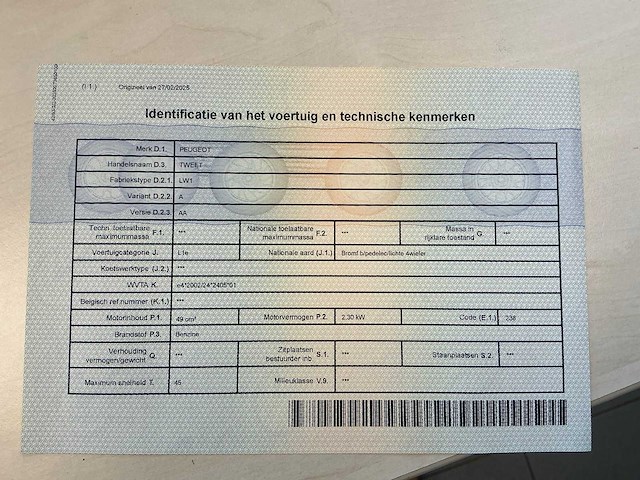 (I.1.) Origineel van 27/02/2025
Identificatie van het voertuig en technische kenmerken
Merk D.1. PEUGEOT
Handelsnaam D.3. TWEET
Fabriekstype D.2.1. LW1
Variant D.2.2. A
Versie D.2.3. AA
Techn. toelaatbare maximummassa F.1. *** Nationale toelaatbare maximummassa F.2. *** Massa in rijklare toestand G. ***
Voertuigcategorie J. L1e Nationale aard (J.1.) Bromf b/pedelec/lichte 4wieler
Koetswerktype (J.2.) ***
WVTA K. e4*2002/24*2405*01
Belgisch ref.nummer (K.1.) ***
Motorinhoud P.1. 49 cm³ Motorvermogen P.2. 2.30 kW Code (E.1.) 238
Brandstof P.3. Benzine
Verhouding vermogen/gewicht Q. *** Zitplaatsen bestuurder inb. S.1. *** Staanplaatsen S.2. ***
Maximum snelheid T. 45 Milieuklasse V.9. ***